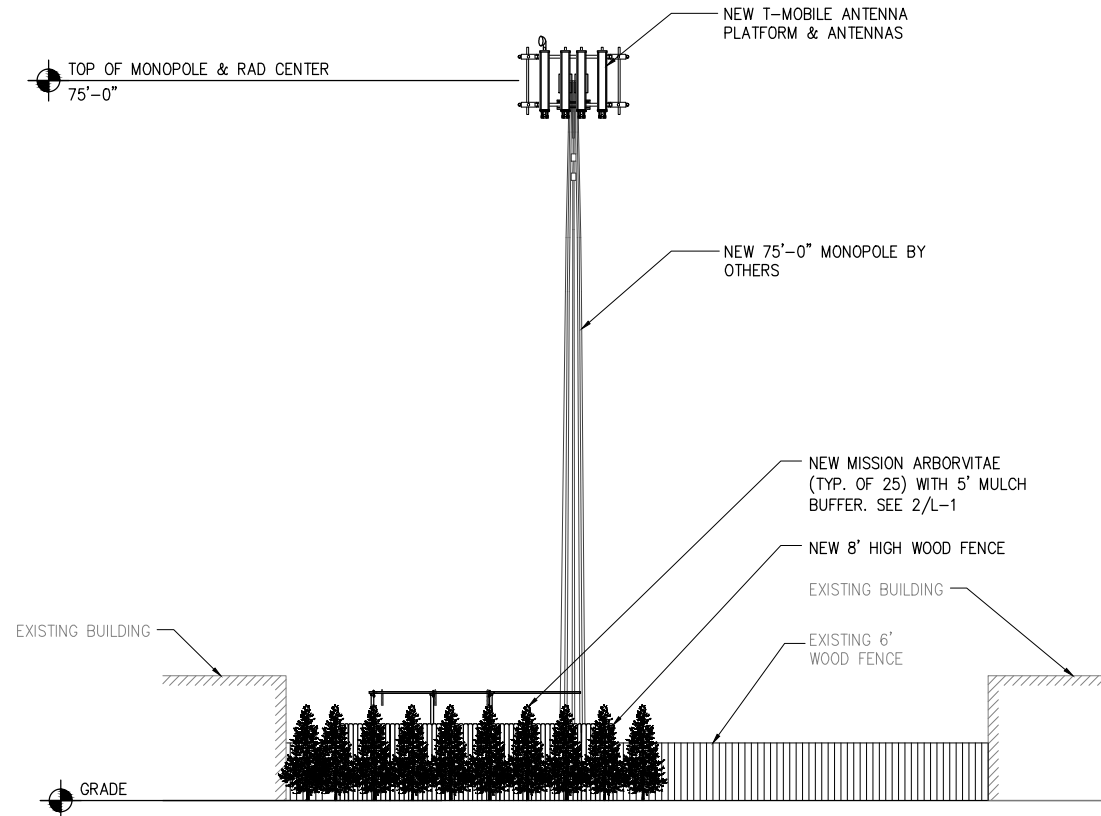 NEW T-MOBILE ANTENNA
PLATFORM & ANTENNAS
TOP OF MONOPOLE & RAD CENTER
75'-0"
NEW 75'-0" MONOPOLE BY
OTHERS
NEW MISSION ARBORVITAE
(TYP. OF 25) WITH 5' MULCH
BUFFER. SEE 2/L-1
NEW 8' HIGH WOOD FENCE
EXISTING BUILDING
EXISTING BUILDING
EXISTING 6'
WOOD FENCE
GRADE